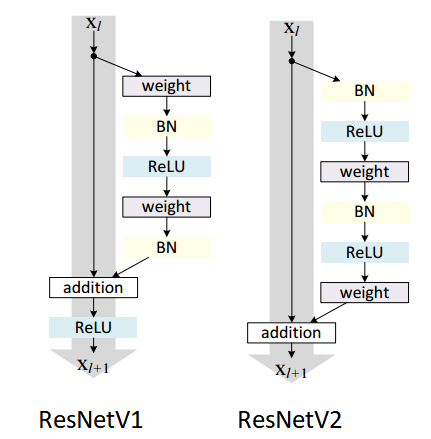 x_l
weight
BN
ReLU
weight
BN
addition
ReLU
x_{l+1}
ResNetV1
x_l
BN
ReLU
weight
BN
ReLU
weight
addition
x_{l+1}
ResNetV2